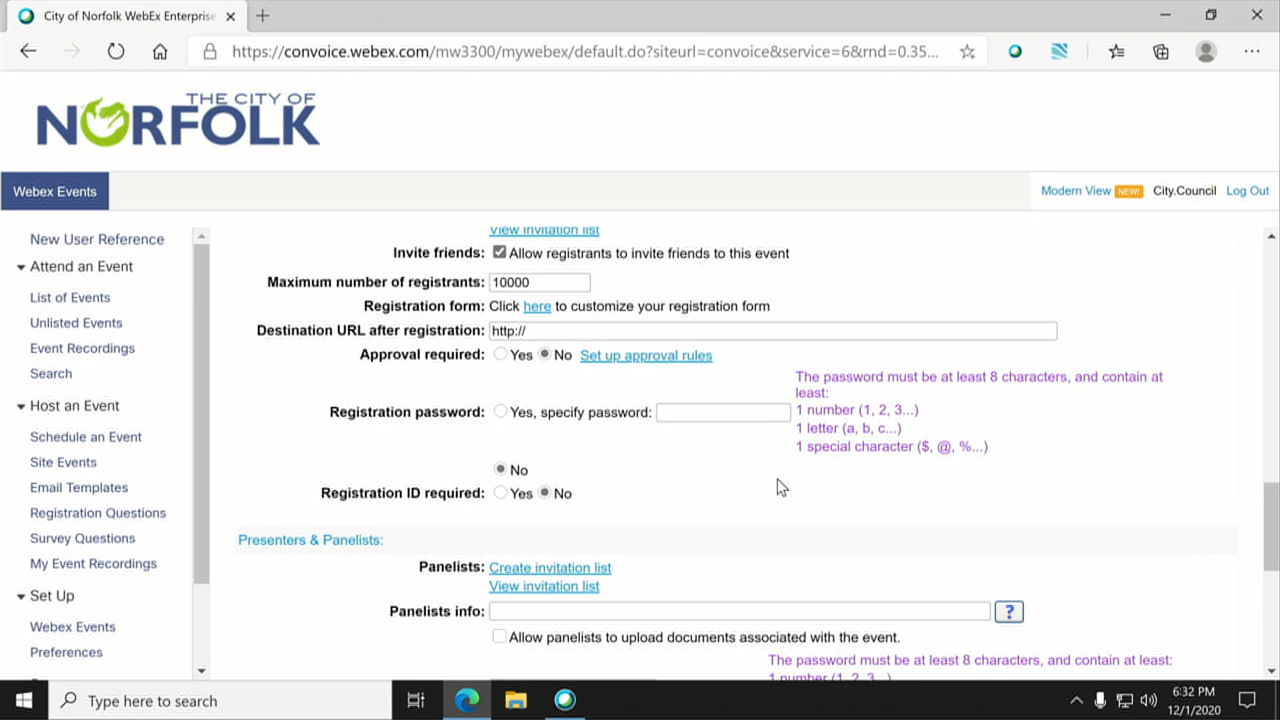 City of Norfolk WebEx Enterprise
https://convoice.webex.com/mw3300/mywebex/default.do?siteurl=convoice&service=6&rnd=0.35...
THE CITY OF
NORFOLK
Webex Events
Modern View NEW! City.Council Log Out
New User Reference
Attend an Event
List of Events
Unlisted Events
Event Recordings
Search
Host an Event
Schedule an Event
Site Events
Email Templates
Registration Questions
Survey Questions
My Event Recordings
Set Up
Webex Events
Preferences
View invitation list
Invite friends: Allow registrants to invite friends to this event
Maximum number of registrants: 10000
Registration form: Click here to customize your registration form
Destination URL after registration: http://
Approval required: Yes No Set up approval rules
The password must be at least 8 characters, and contain at
least:
Registration password: Yes, specify password: 1 number (1, 2, 3...)
1 letter (a, b, c...)
1 special character ($, @, %...)
No
Registration ID required: Yes No
Presenters & Panelists:
Panelists: Create invitation list
View invitation list
Panelists info: ?
Allow panelists to upload documents associated with the event.
The password must be at least 8 characters, and contain at least:
1 number (1, 2, 3...)
Type here to search
6:32 PM
12/1/2020